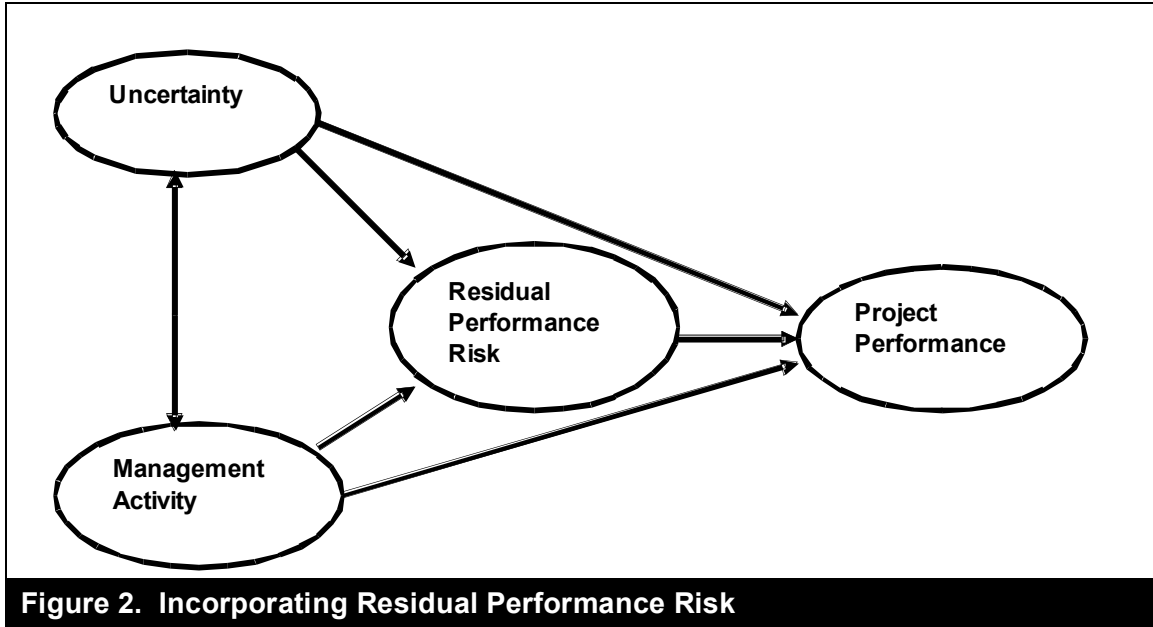 Uncertainty
Residual
Performance
Risk
Project
Performance
Management
Activity
Figure 2.  Incorporating Residual Performance Risk